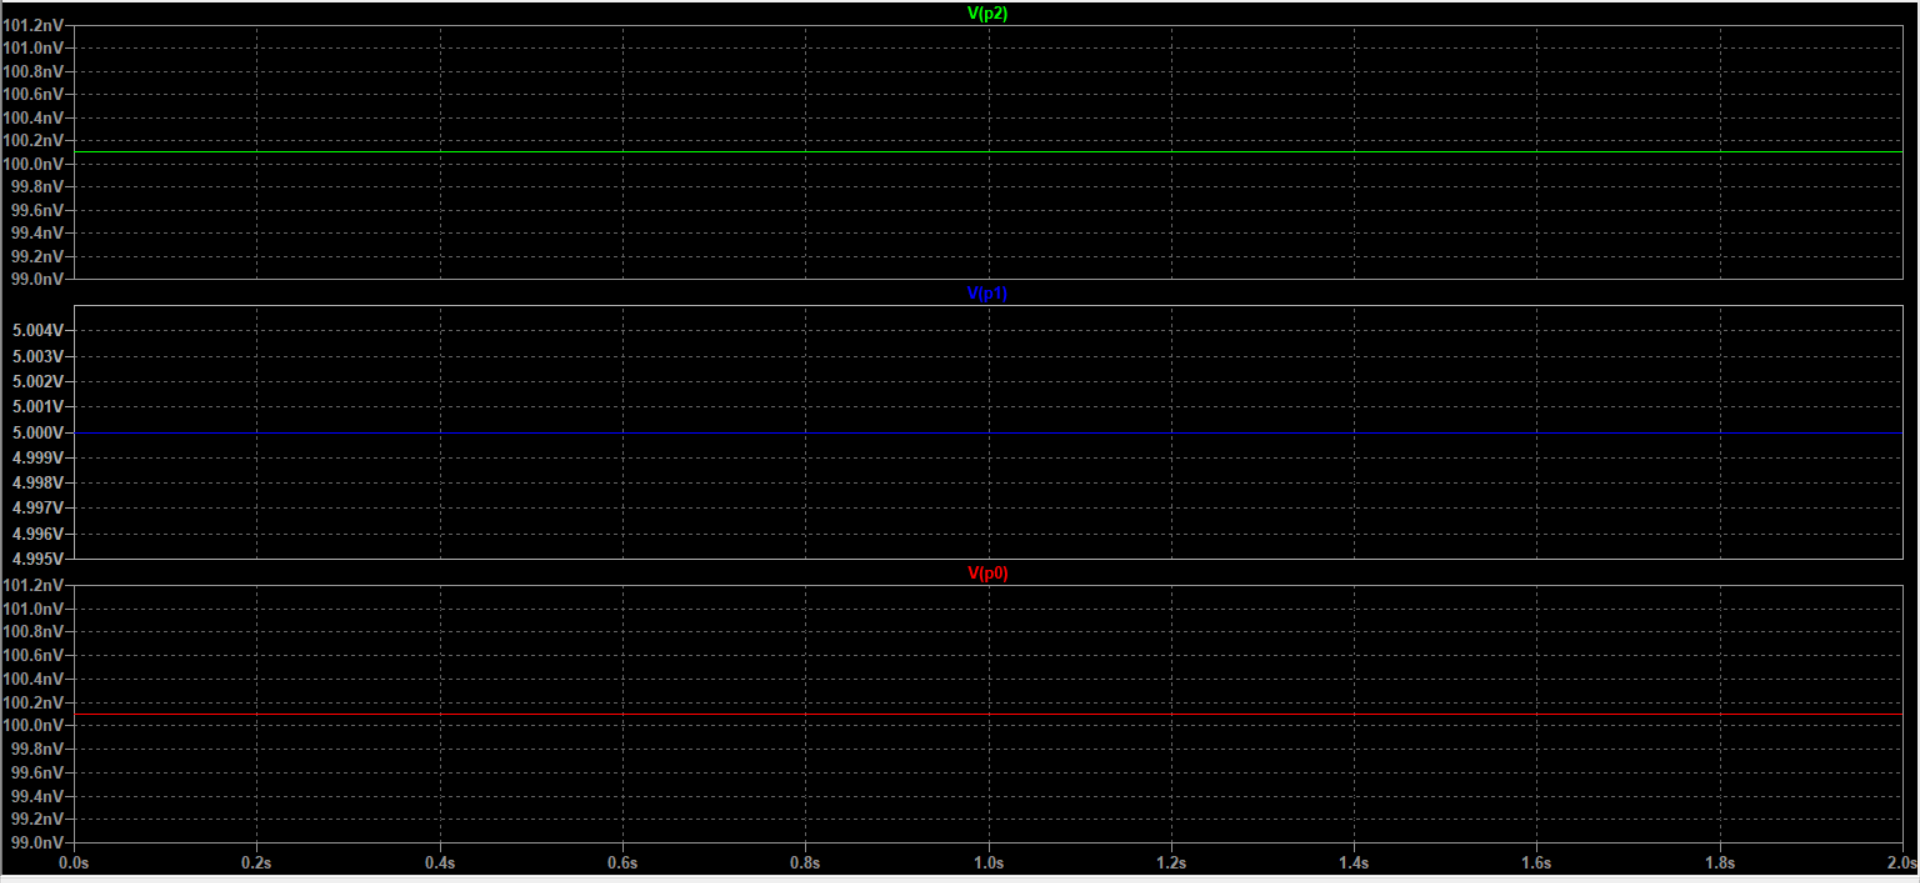 V(p2)
101.2nV
101.0nV
100.8nV
100.6nV
100.4nV
100.2nV
100.0nV
99.8nV
99.6nV
99.4nV
99.2nV
99.0nV
V(p1)
5.004V
5.003V
5.002V
5.001V
5.000V
4.999V
4.998V
4.997V
4.996V
4.995V
V(p0)
101.2nV
101.0nV
100.8nV
100.6nV
100.4nV
100.2nV
100.0nV
99.8nV
99.6nV
99.4nV
99.2nV
99.0nV
0.0s 0.2s 0.4s 0.6s 0.8s 1.0s 1.2s 1.4s 1.6s 1.8s 2.0s